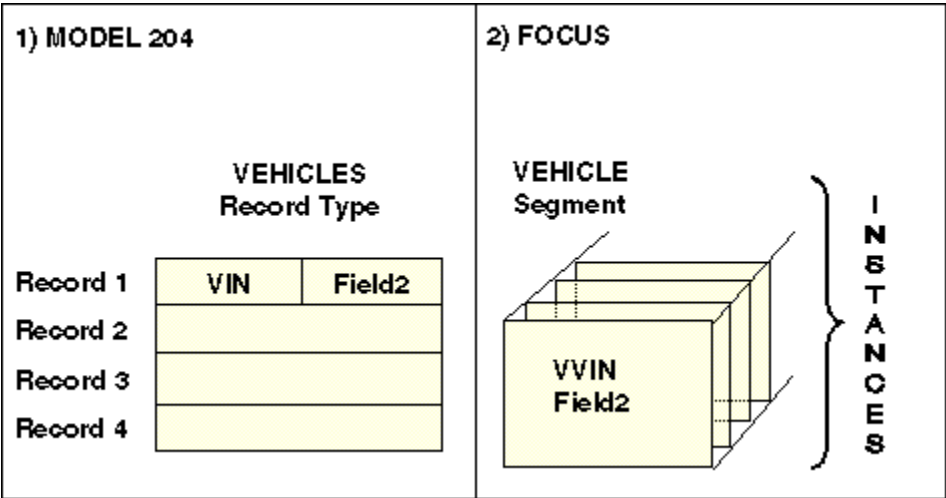 1) MODEL 204
VEHICLES
Record Type
Record 1
VIN
Field2
Record 2
Record 3
Record 4
2) FOCUS
VEHICLE
Segment
VVIN
Field2
I
N
S
T
A
N
C
E
S